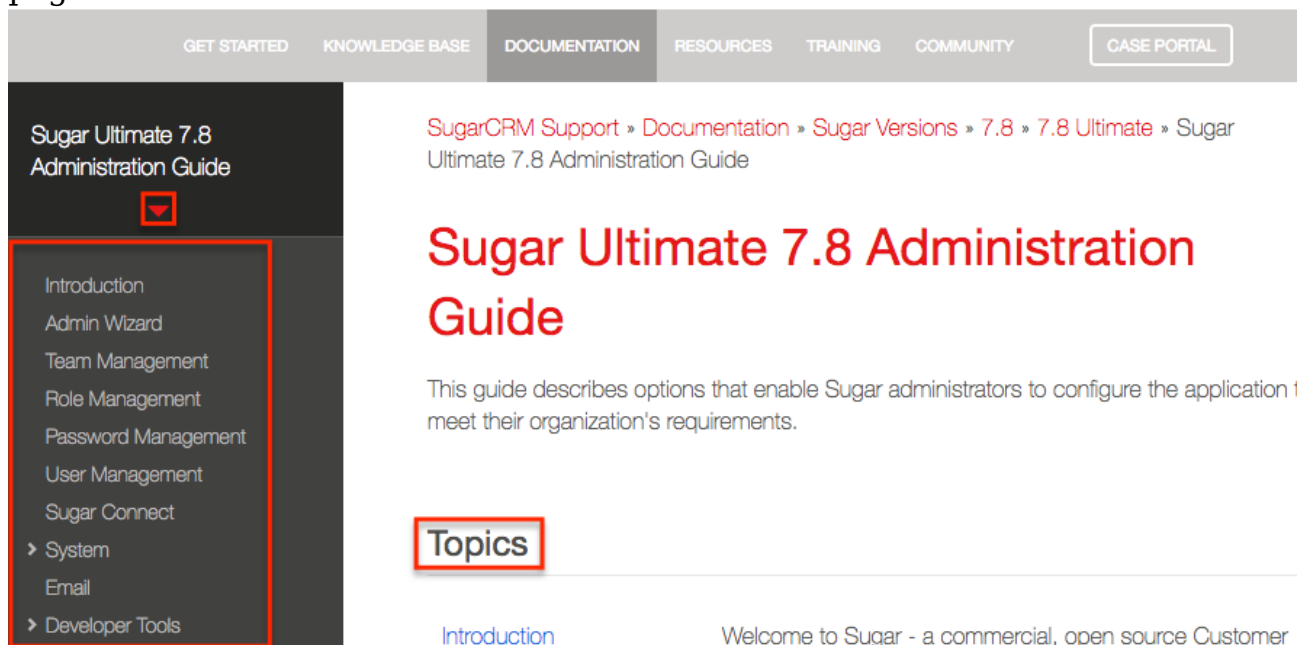 GET STARTED KNOWLEDGE BASE DOCUMENTATION RESOURCES TRAINING COMMUNITY CASE PORTAL
Sugar Ultimate 7.8
Administration Guide
Introduction
Admin Wizard
Team Management
Role Management
Password Management
User Management
Sugar Connect
System
Email
Developer Tools
SugarCRM Support » Documentation » Sugar Versions » 7.8 » 7.8 Ultimate » Sugar
Ultimate 7.8 Administration Guide
Sugar Ultimate 7.8 Administration
Guide
This guide describes options that enable Sugar administrators to configure the application
meet their organization's requirements.
Topics
Introduction Welcome to Sugar - a commercial, open source Customer